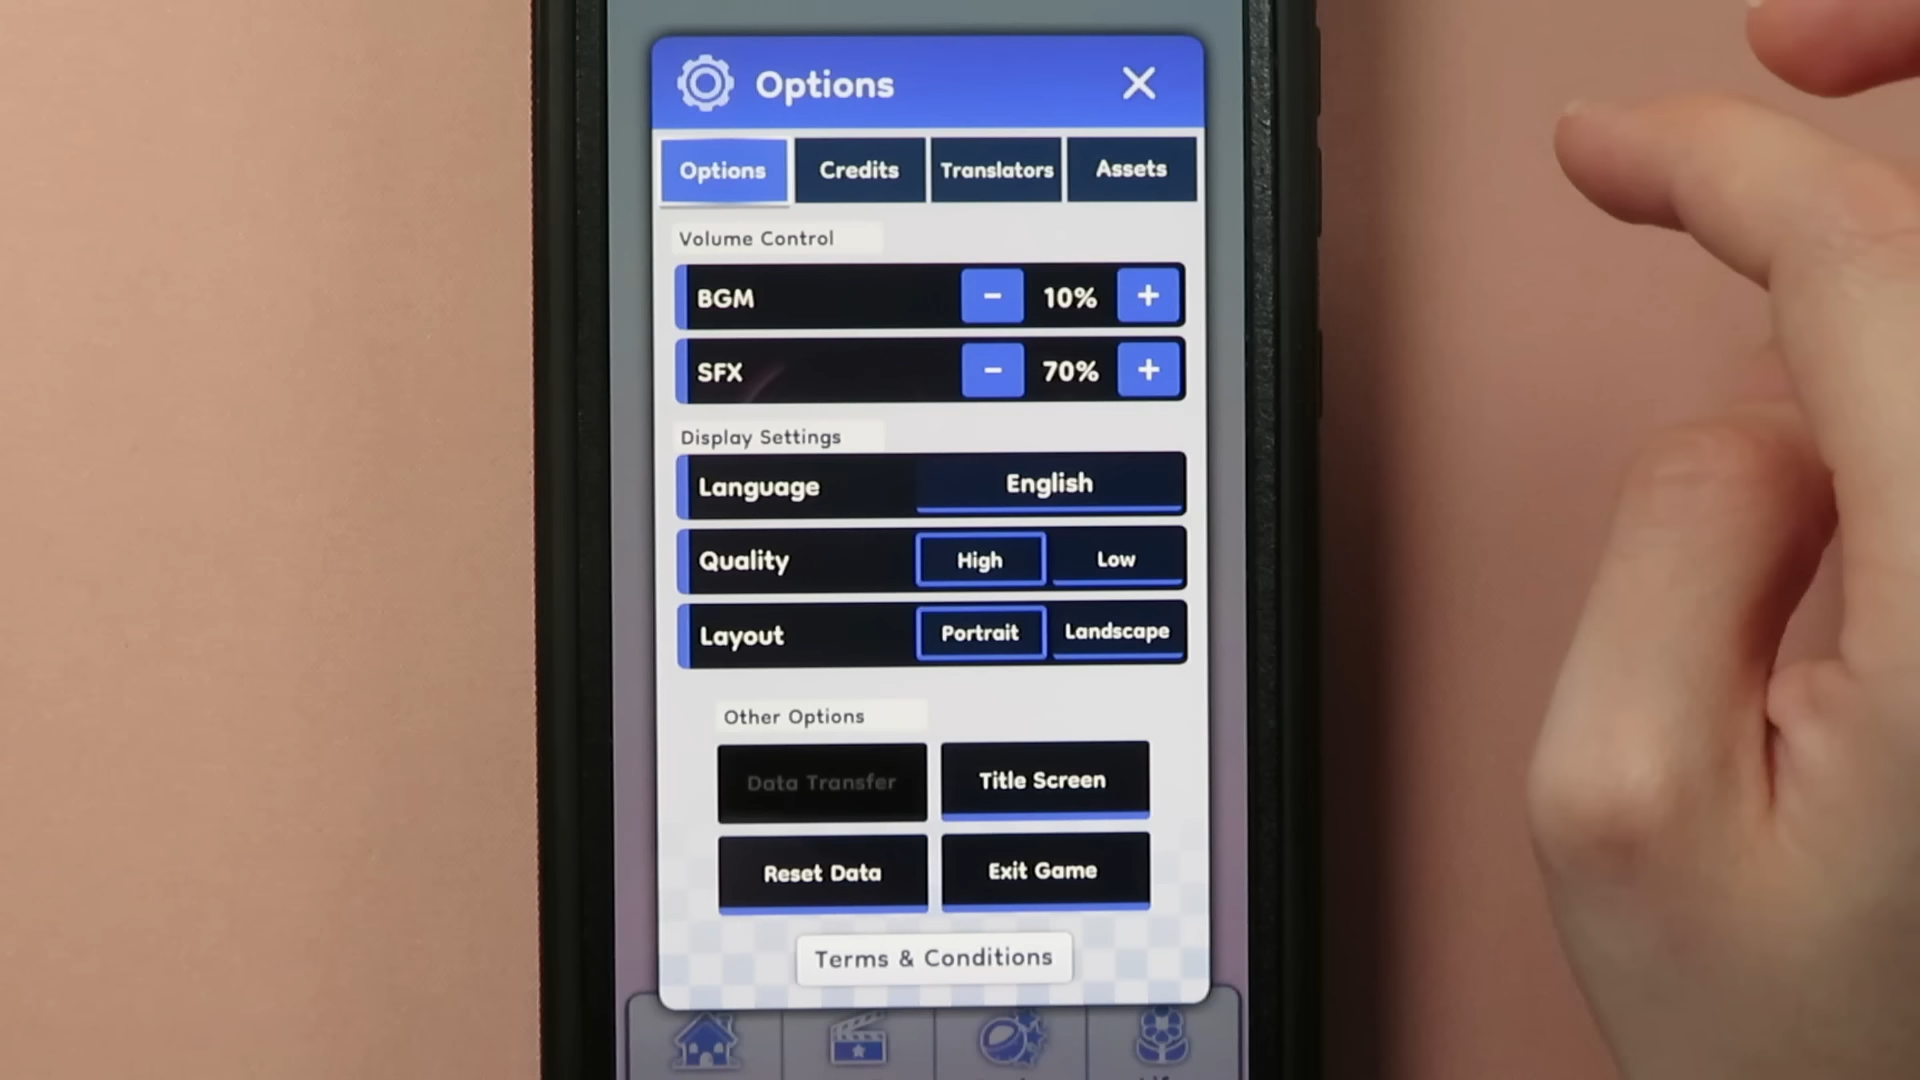 Options
Options Credits Translators Assets
Volume Control
BGM - 10% +
SFX - 70% +
Display Settings
Language English
Quality High Low
Layout Portrait Landscape
Other Options
Data Transfer Title Screen
Reset Data Exit Game
Terms & Conditions